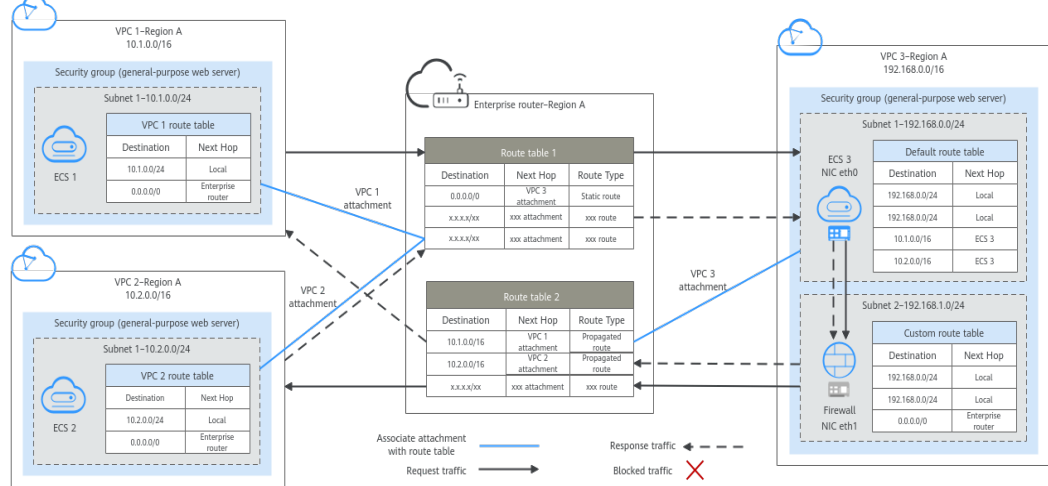 VPC 1–Region A
10.1.0.0/16
Security group (general-purpose web server)
Subnet 1–10.1.0.0/24
VPC 1 route table
Destination Next Hop
10.1.0.0/24 Local
0.0.0.0/0 Enterprise
router
ECS 1
VPC 2–Region A
10.2.0.0/16
Security group (general-purpose web server)
Subnet 1–10.2.0.0/24
VPC 2 route table
Destination Next Hop
10.2.0.0/24 Local
0.0.0.0/0 Enterprise
router
ECS 2
VPC 1
attachment
VPC 2
attachment
Enterprise router–Region A
Route table 1
Destination Next Hop Route Type
0.0.0.0/0 VPC 3
attachment Static route
x.x.x.x/xx xxx attachment xxx route
x.x.x.x/xx xxx attachment xxx route
Route table 2
Destination Next Hop Route Type
10.1.0.0/16 VPC 1
attachment Propagated
route
10.2.0.0/16 VPC 2
attachment Propagated
route
x.x.x.x/xx xxx attachment xxx route
VPC 3
attachment
VPC 3–Region A
192.168.0.0/16
Security group (general-purpose web server)
Subnet 1–192.168.0.0/24
ECS 3
NIC eth0
Default route table
Destination Next Hop
192.168.0.0/24 Local
192.168.0.0/24 Local
10.1.0.0/16 ECS 3
10.2.0.0/16 ECS 3
Subnet 2–192.168.1.0/24
Custom route table
Destination Next Hop
192.168.0.0/24 Local
192.168.0.0/24 Local
0.0.0.0/0 Enterprise
router
Firewall
NIC eth1
Associate attachment
with route table
Request traffic
Response traffic
Blocked traffic